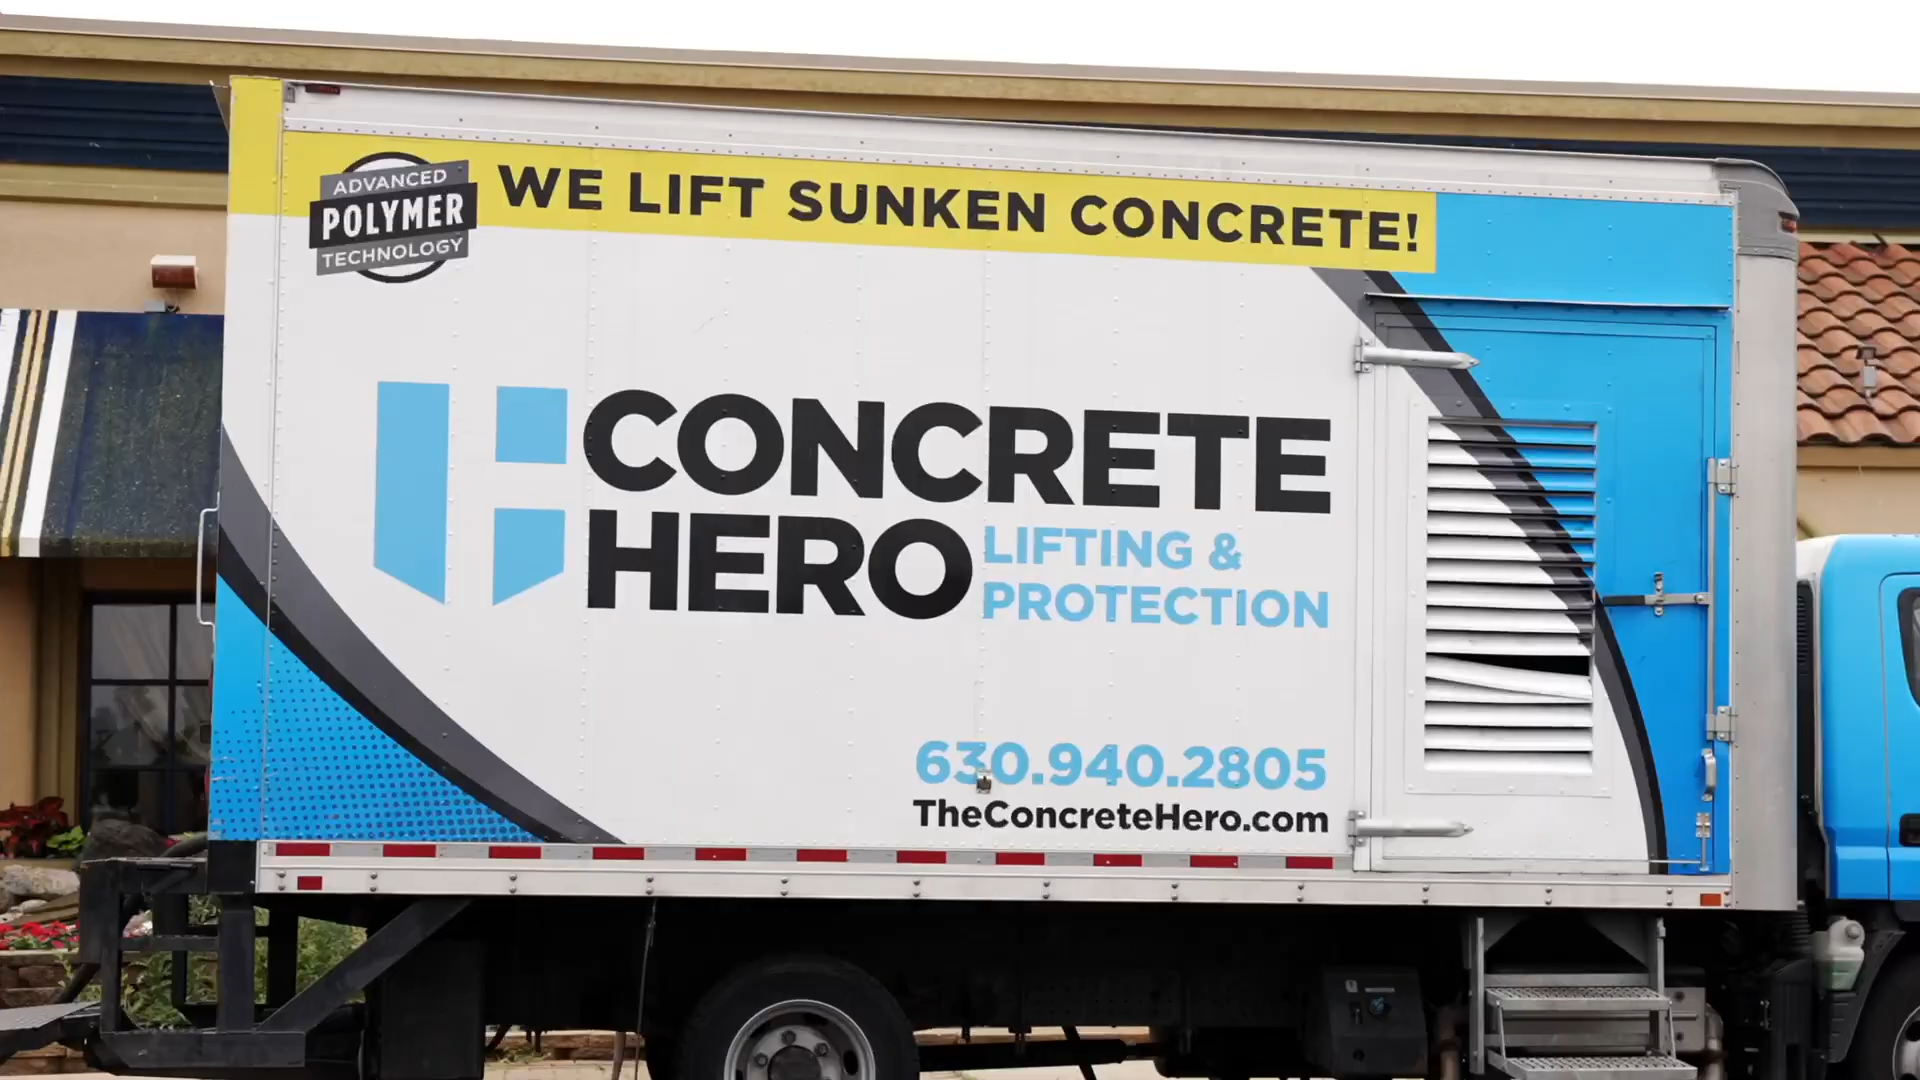 ADVANCED
POLYMER
TECHNOLOGY
WE LIFT SUNKEN CONCRETE!
CONCRETE
HERO
LIFTING &
PROTECTION
630.940.2805
TheConcreteHero.com